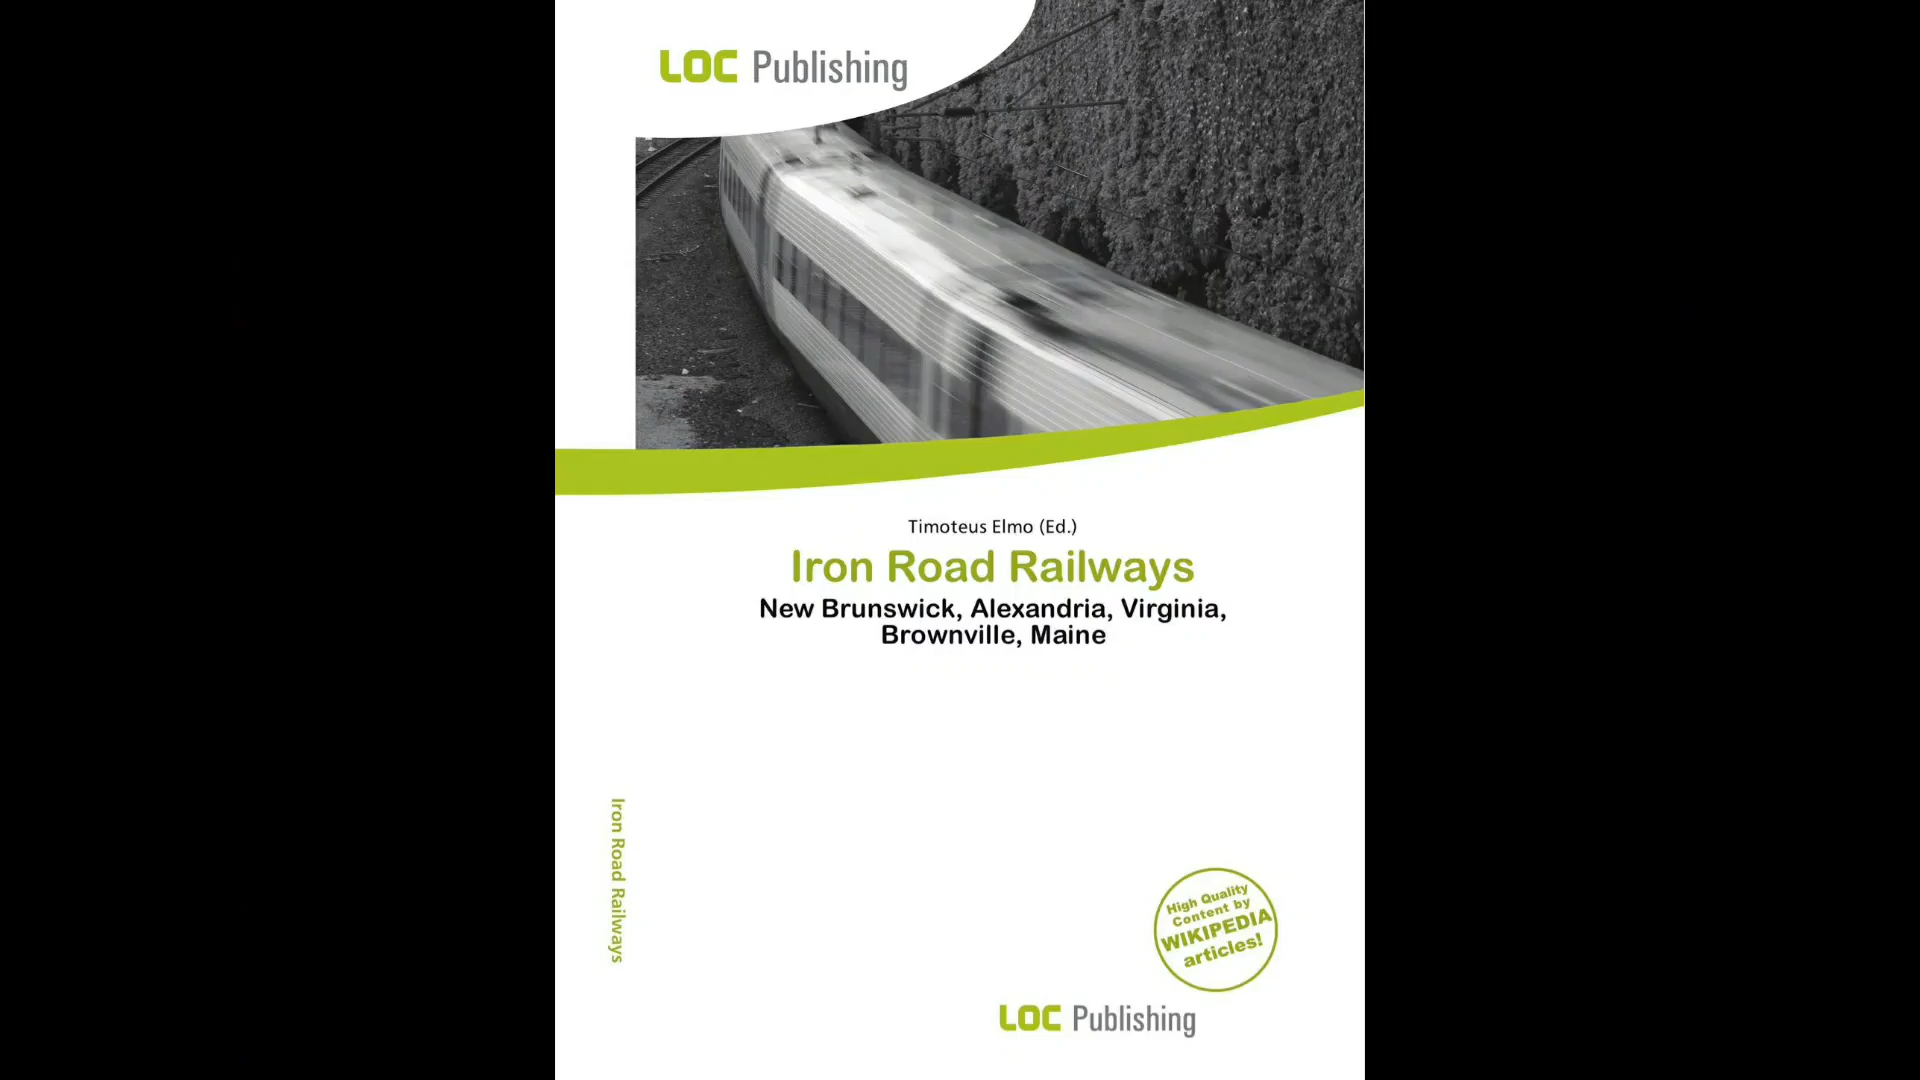 LOC Publishing
Timoteus Elmo (Ed.)
Iron Road Railways
New Brunswick, Alexandria, Virginia,
Brownville, Maine
Iron Road Railways
High Quality
Content by
WIKIPEDIA
articles!
LOC Publishing